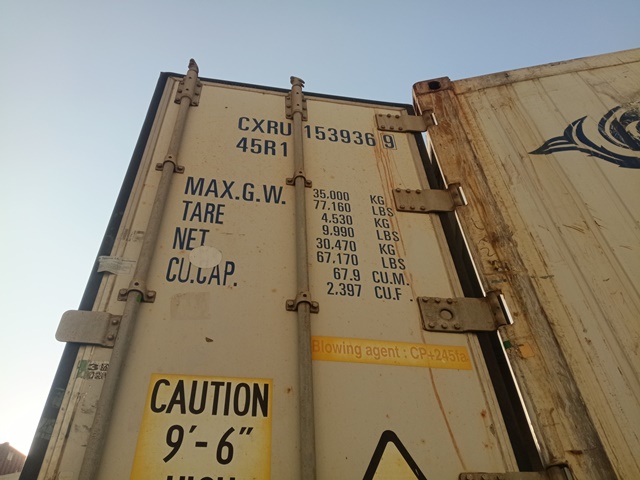 CXRU 153936 9
45R1
MAX.G.W. 35.000 KG
77.160 LBS
TARE 4.530 KG
9.990 LBS
NET 30.470 KG
67.170 LBS
CU.CAP. 67.9 CU.M.
2.397 CU.F
Blowing agent : CP+245fa
CAUTION
9'-6"
HIGH